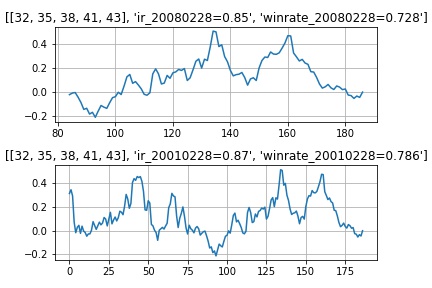 [[32, 35, 38, 41, 43], 'ir_20080228=0.85', 'winrate_20080228=0.728']
0.4
0.2
0.0
−0.2
80 100 120 140 160 180
[[32, 35, 38, 41, 43], 'ir_20010228=0.87', 'winrate_20010228=0.786']
0.4
0.2
0.0
−0.2
0 25 50 75 100 125 150 175